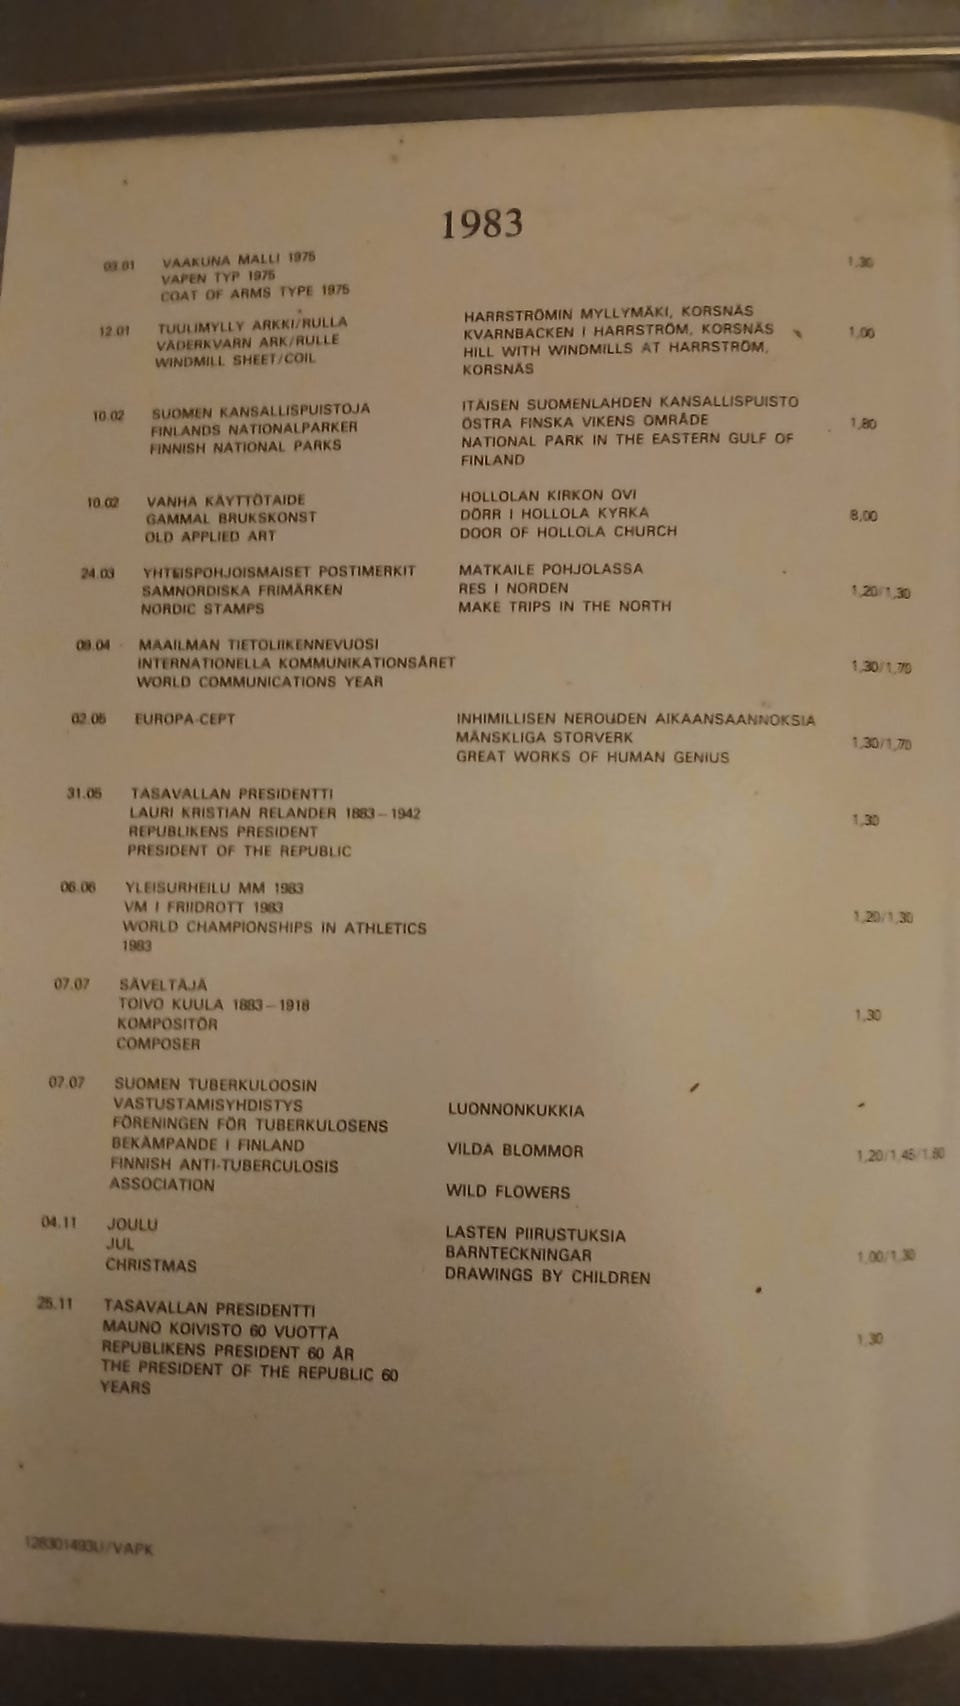 1983
03.01 VAAKUNA MALLI 1975
VAPEN TYP 1975
COAT OF ARMS TYPE 1975
1,30
12.01 TUULIMYLLY ARKKI/RULLA
VÄDERKVARN ARK/RULLE
WINDMILL SHEET/COIL
HARRSTRÖMIN MYLLYMÄKI, KORSNÄS
KVARNBACKEN I HARRSTRÖM, KORSNÄS
HILL WITH WINDMILLS AT HARRSTRÖM,
KORSNÄS
1,00
10.02 SUOMEN KANSALLISPUISTOJA
FINLANDS NATIONALPARKER
FINNISH NATIONAL PARKS
ITÄISEN SUOMENLAHDEN KANSALLISPUISTO
ÖSTRA FINSKA VIKENS OMRÅDE
NATIONAL PARK IN THE EASTERN GULF OF
FINLAND
1,80
10.02 VANHA KÄYTTÖTAIDE
GAMMAL BRUKSKONST
OLD APPLIED ART
HOLLOLAN KIRKON OVI
DÖRR I HOLLOLA KYRKA
DOOR OF HOLLOLA CHURCH
8,00
24.03 YHTEISPOHJOISMAISET POSTIMERKIT
SAMNORDISKA FRIMÄRKEN
NORDIC STAMPS
MATKAILE POHJOLASSA
RES I NORDEN
MAKE TRIPS IN THE NORTH
1,20/1,30
09.04 MAAILMAN TIETOLIIKENNEVUOSI
INTERNATIONELLA KOMMUNIKATIONSÅRET
WORLD COMMUNICATIONS YEAR
1,30/1,70
02.05 EUROPA-CEPT
INHIMILLISEN NEROUDEN AIKAANSAANNOKSIA
MÄNSKLIGA STORVERK
GREAT WORKS OF HUMAN GENIUS
1,30/1,70
31.05 TASAVALLAN PRESIDENTTI
LAURI KRISTIAN RELANDER 1883–1942
REPUBLIKENS PRESIDENT
PRESIDENT OF THE REPUBLIC
1,30
06.06 YLEISURHEILU MM 1983
VM I FRIIDROTT 1983
WORLD CHAMPIONSHIPS IN ATHLETICS
1983
1,20/1,30
07.07 SÄVELTÄJÄ
TOIVO KUULA 1883–1918
KOMPOSITÖR
COMPOSER
1,30
07.07 SUOMEN TUBERKULOOSIN
VASTUSTAMISYHDISTYS
FÖRENINGEN FÖR TUBERKULOSENS
BEKÄMPANDE I FINLAND
FINNISH ANTI-TUBERCULOSIS
ASSOCIATION
LUONNONKUKKIA
VILDA BLOMMOR
WILD FLOWERS
1,20/1,45/1,80
04.11 JOULU
JUL
CHRISTMAS
LASTEN PIIRUSTUKSIA
BARNTECKNINGAR
DRAWINGS BY CHILDREN
1,00/1,30
25.11 TASAVALLAN PRESIDENTTI
MAUNO KOIVISTO 60 VUOTTA
REPUBLIKENS PRESIDENT 60 ÅR
THE PRESIDENT OF THE REPUBLIC 60
YEARS
1,30
128301493U/VAPK